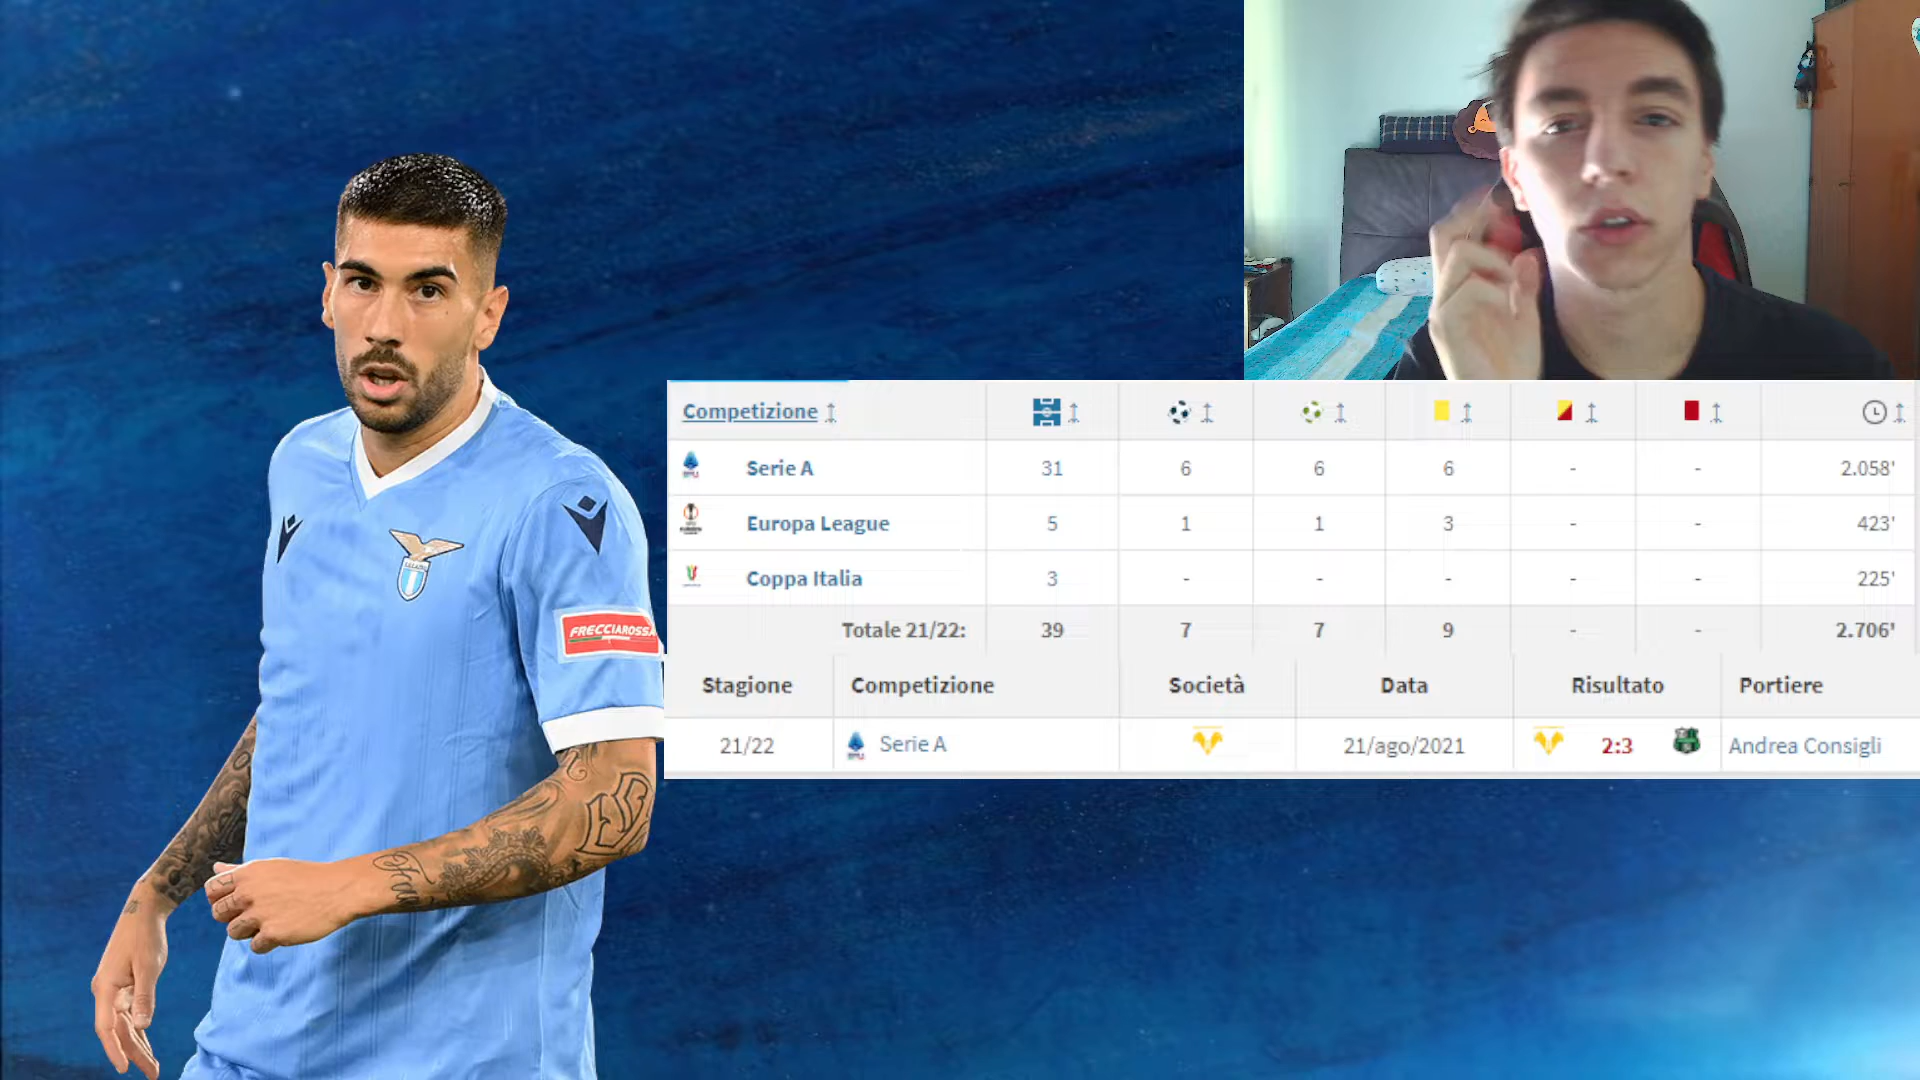 Competizione
Serie A 31 6 6 6 - - 2.058'
Europa League 5 1 1 3 - - 423'
Coppa Italia 3 - - - - - 225'
Totale 21/22: 39 7 7 9 - - 2.706'
Stagione Competizione Società Data Risultato Portiere
21/22 Serie A 21/ago/2021 2:3 Andrea Consigli
FRECCIAROSSA